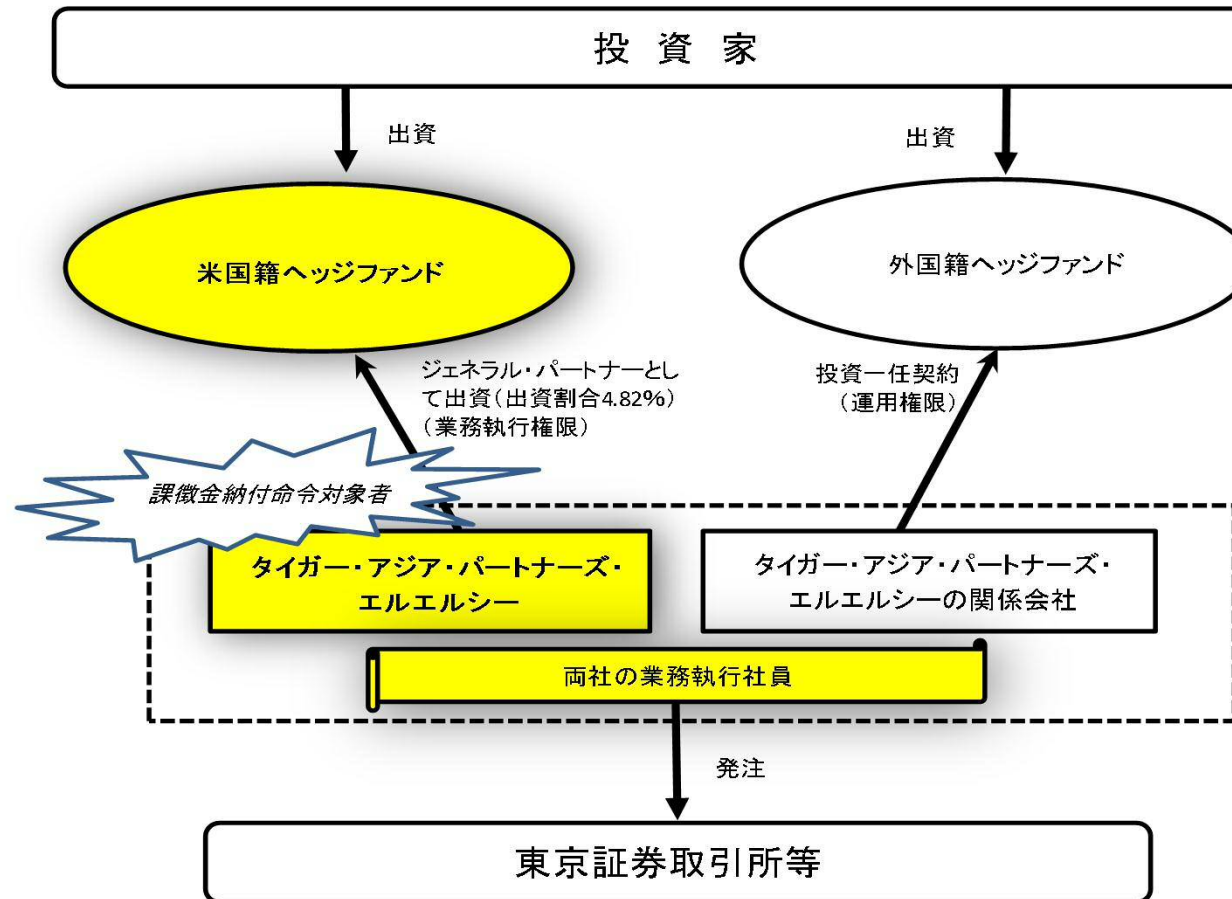 投 資 家
出資
出資
米国籍ヘッジファンド
外国籍ヘッジファンド
ジェネラル・パートナーとし
て出資(出資割合4.82%)
(業務執行権限)
投資一任契約
(運用権限)
課徴金納付命令対象者
タイガー・アジア・パートナーズ・
エルエルシー
タイガー・アジア・パートナーズ・
エルエルシーの関係会社
両社の業務執行社員
発注
東京証券取引所等